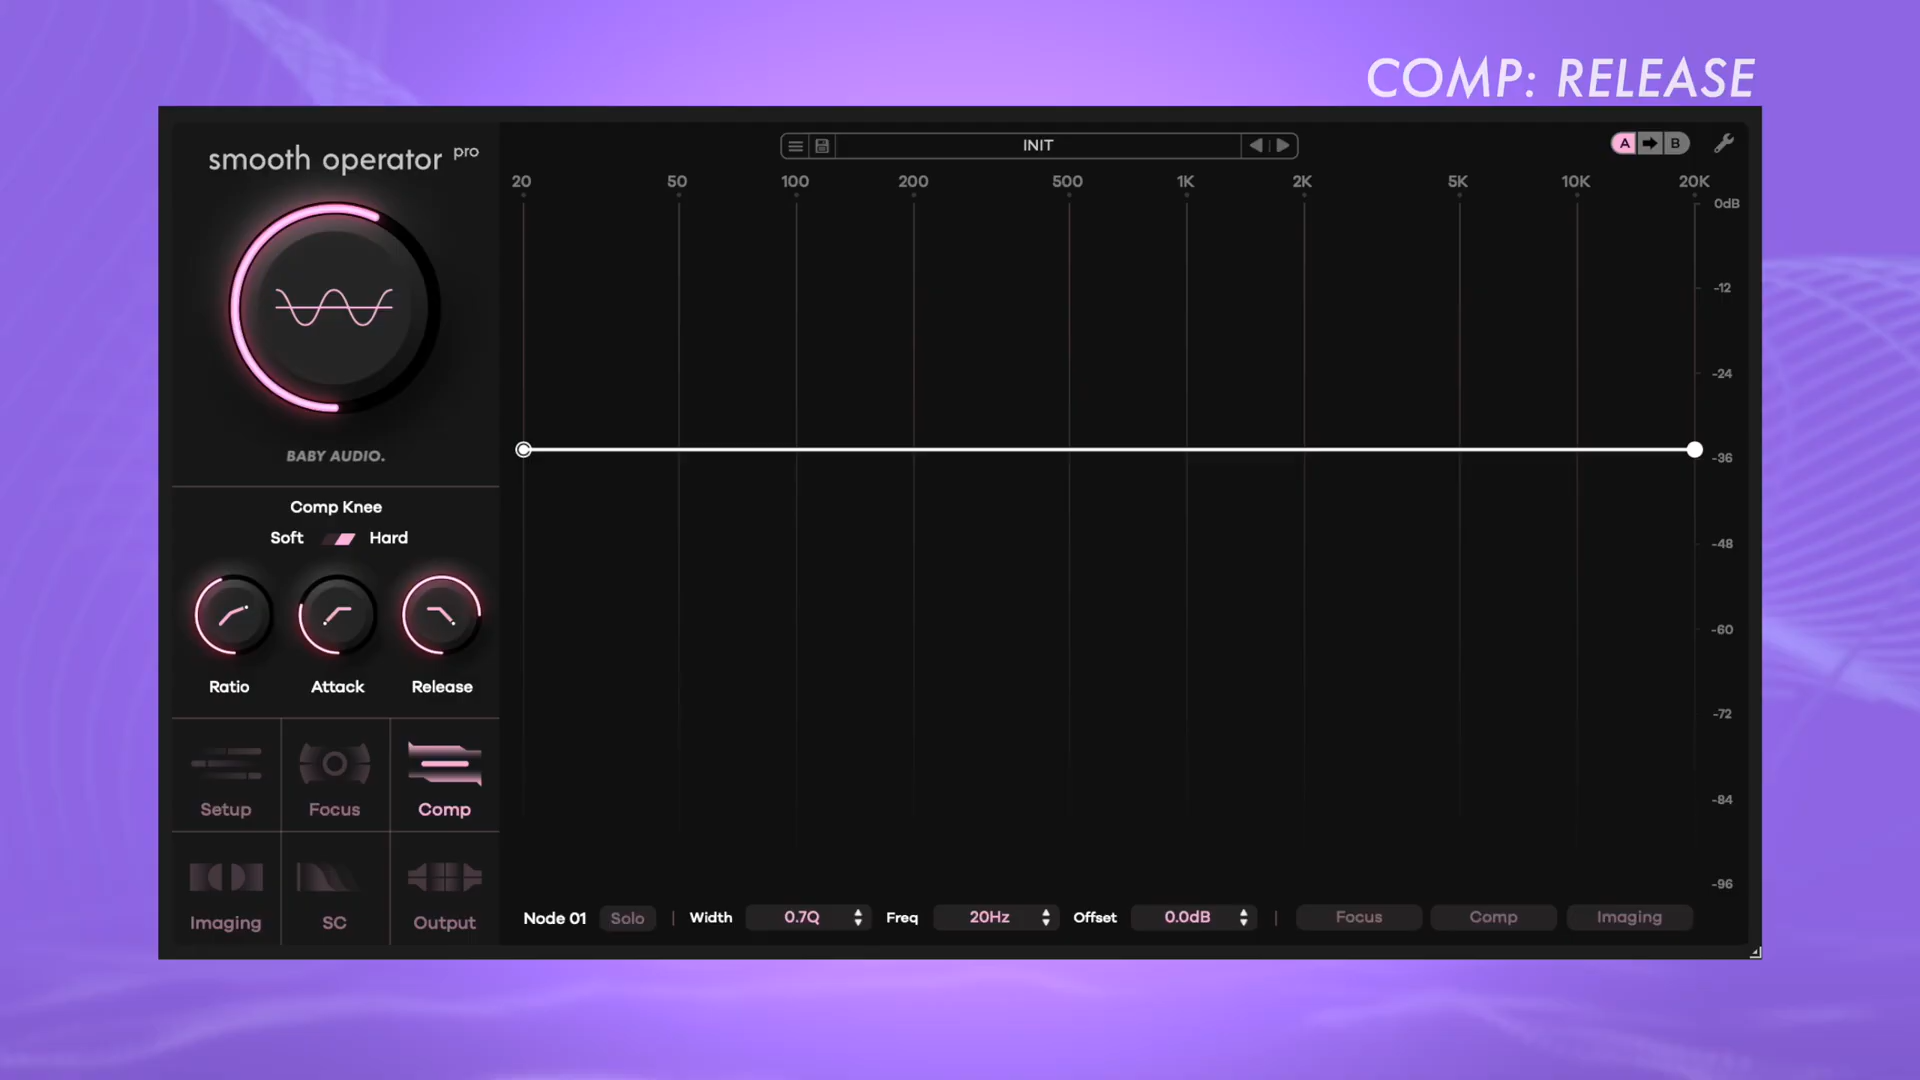 COMP: RELEASE
smooth operator pro
INIT
A B
20 50 100 200 500 1K 2K 5K 10K 20K
0dB
-12
-24
-36
-48
-60
-72
-84
-96
BABY AUDIO.
Comp Knee
Soft Hard
Ratio Attack Release
Setup Focus Comp
Imaging SC Output
Node 01 Solo | Width 0.7Q Freq 20Hz Offset 0.0dB | Focus Comp Imaging